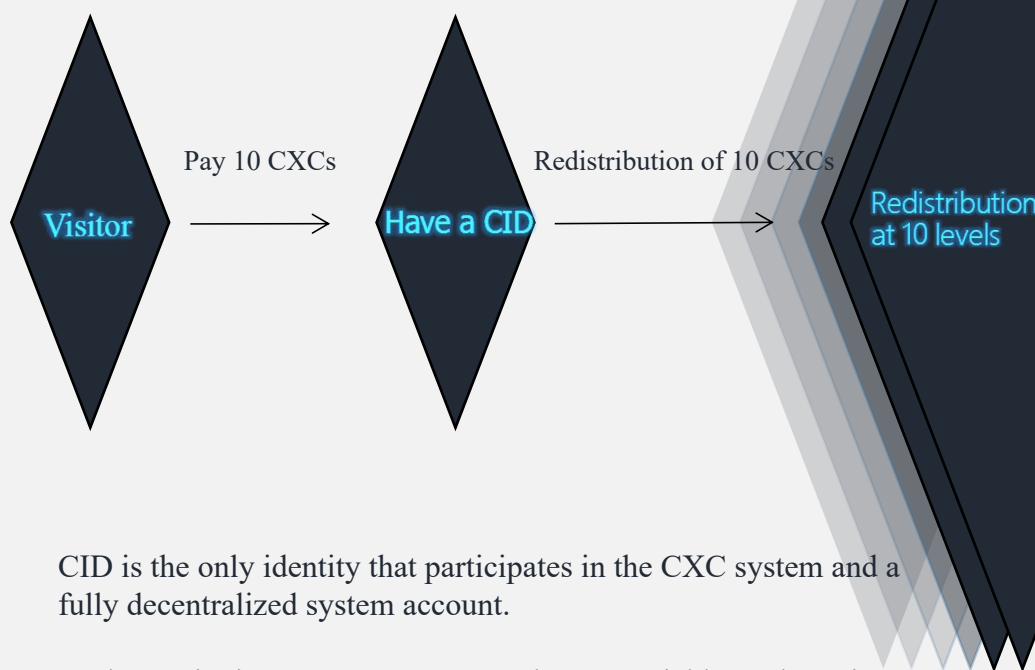 Pay 10 CXCs
Redistribution of 10 CXCs
Visitor
Have a CID
Redistribution
at 10 levels
CID is the only identity that participates in the CXC system and a
fully decentralized system account.